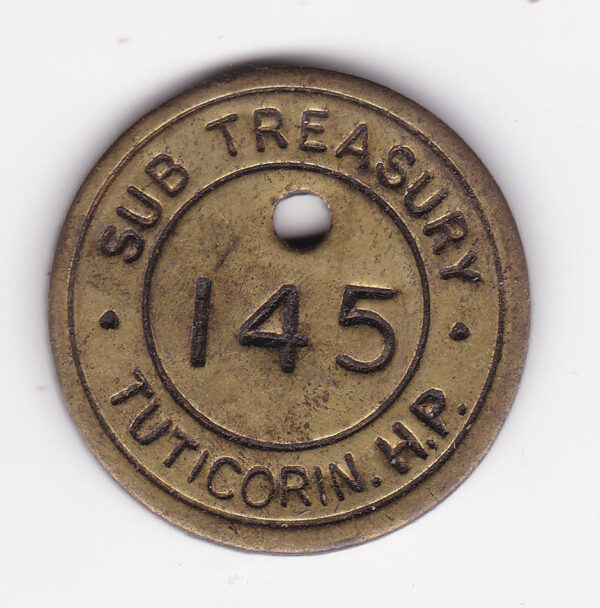 SUB TREASURY
145
TUTICORIN. H.P.